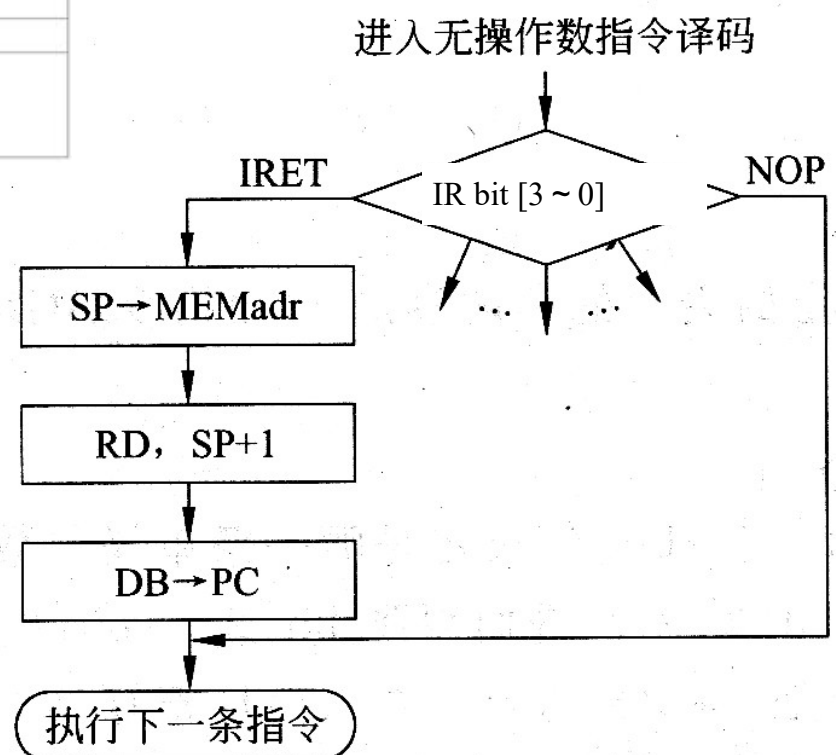 进入无操作数指令译码
IRET
IR bit [3 ~ 0]
NOP
SP→MEMadr
... ...
RD, SP+1
DB→PC
执行下一条指令